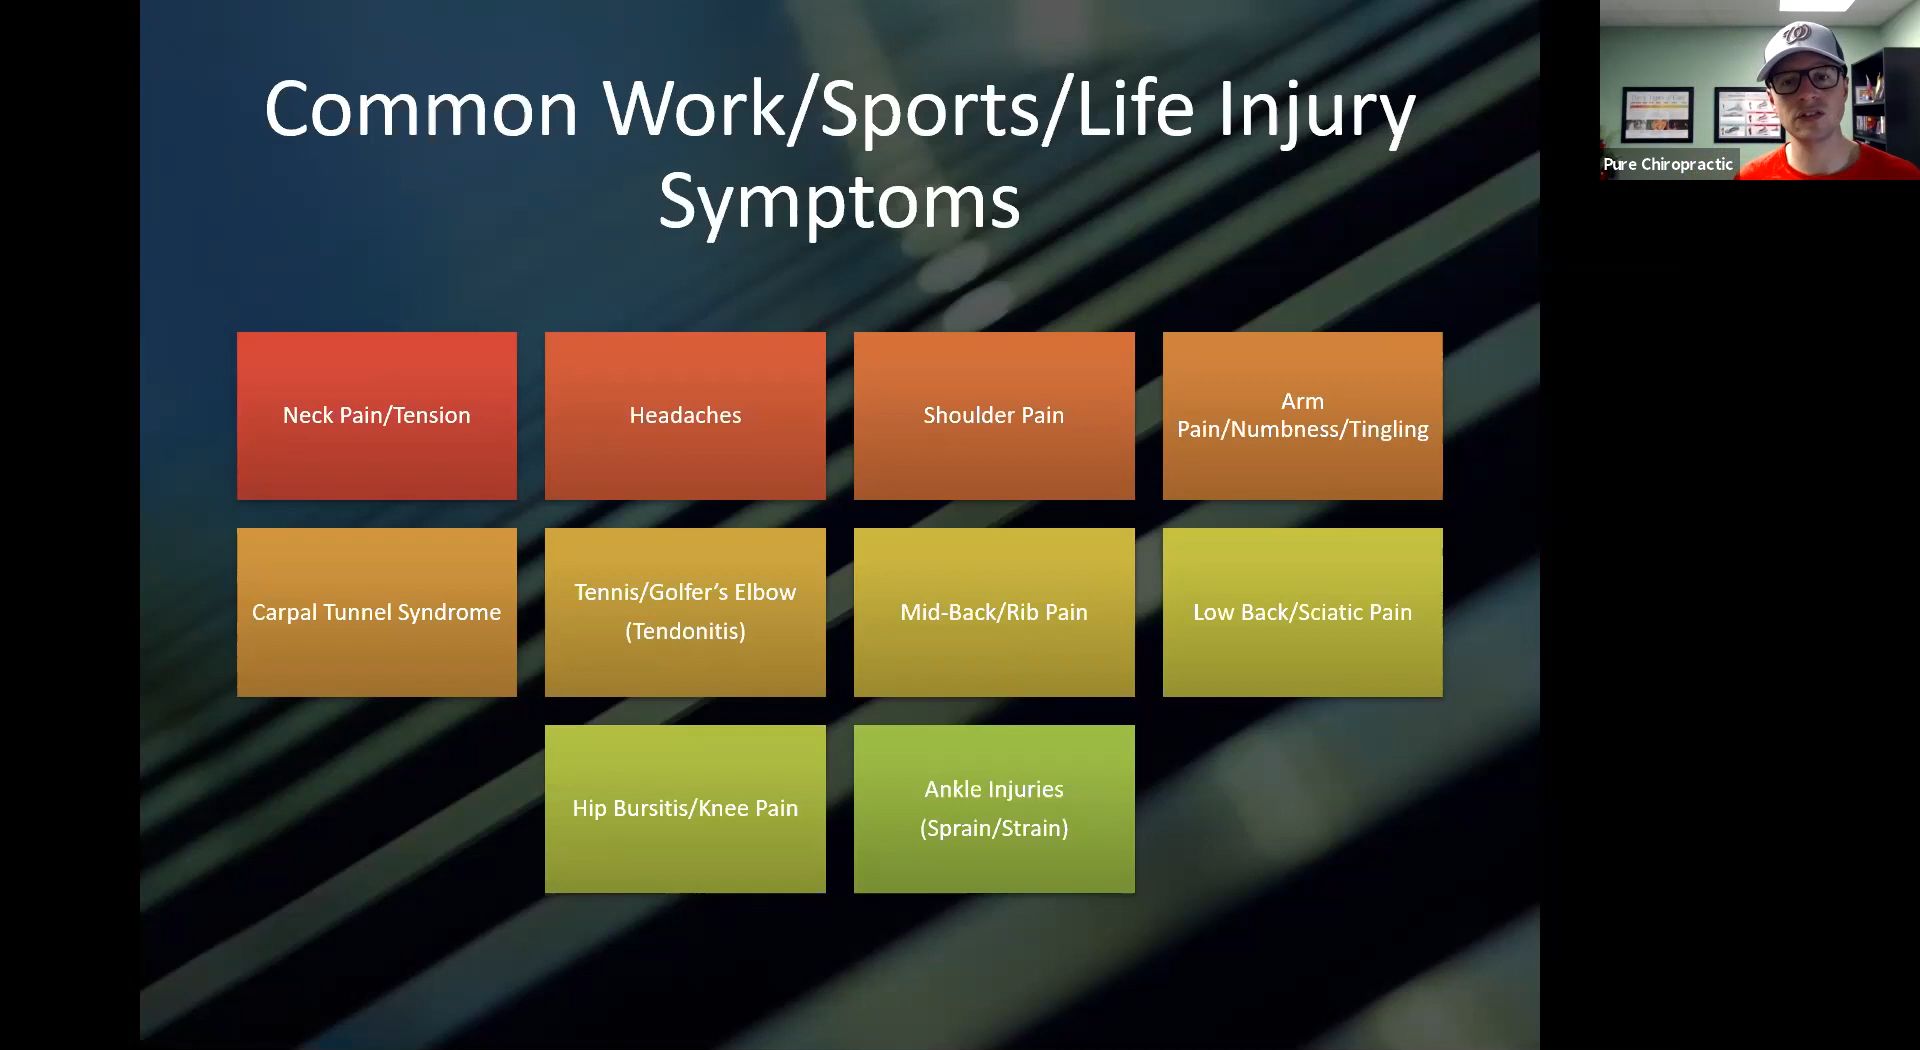 Common Work/Sports/Life Injury
Symptoms
Neck Pain/Tension
Headaches
Shoulder Pain
Arm
Pain/Numbness/Tingling
Carpal Tunnel Syndrome
Tennis/Golfer’s Elbow
(Tendonitis)
Mid-Back/Rib Pain
Low Back/Sciatic Pain
Hip Bursitis/Knee Pain
Ankle Injuries
(Sprain/Strain)
W
Pure Chiropractic